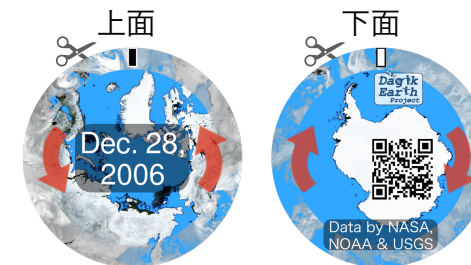 上面
下面
Dagik
Earth
Project
Dec. 28,
2006
Data by NASA,
NOAA & USGS